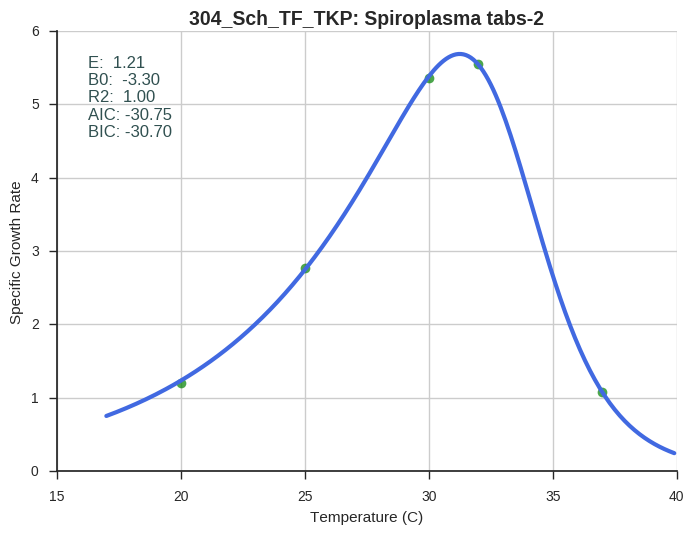 304_Sch_TF_TKP: Spiroplasma tabs-2
E:  1.21
B0:  -3.30
R2:  1.00
AIC: -30.75
BIC: -30.70
Specific Growth Rate
6
5
4
3
2
1
0
15 20 25 30 35 40
Temperature (C)